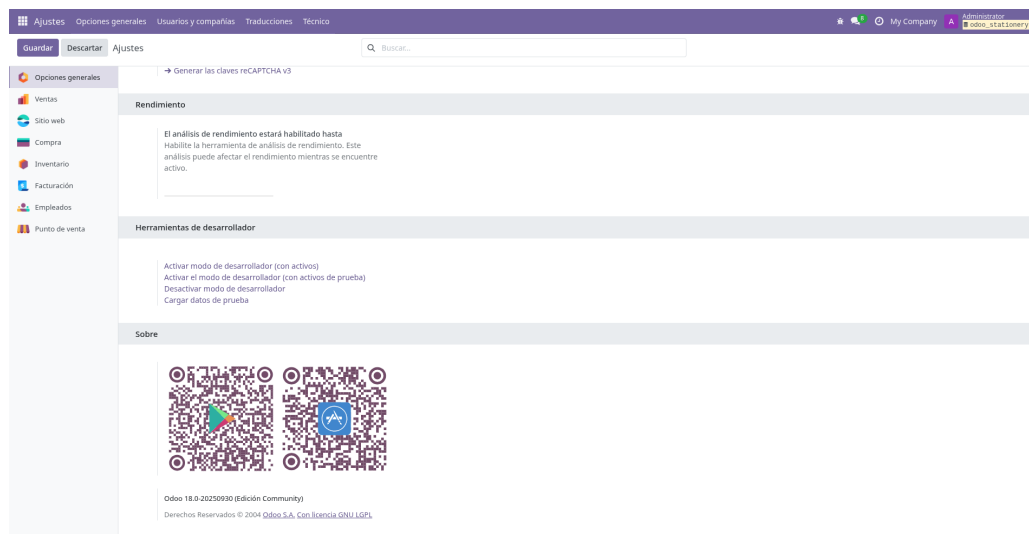 Ajustes Opciones generales Usuarios y compañías Traducciones Técnico 6 My Company A Administrator
odoo_stationery
Guardar Descartar Ajustes Buscar...
Opciones generales
Ventas
Sitio web
Compra
Inventario
Facturación
Empleados
Punto de venta
→ Generar las claves reCAPTCHA v3
Rendimiento
El análisis de rendimiento estará habilitado hasta
Habilite la herramienta de análisis de rendimiento. Este
análisis puede afectar el rendimiento mientras se encuentre
activo.
Herramientas de desarrollador
Activar modo de desarrollador (con activos)
Activar el modo de desarrollador (con activos de prueba)
Desactivar modo de desarrollador
Cargar datos de prueba
Sobre
Odoo 18.0-20250930 (Edición Community)
Derechos Reservados © 2004 Odoo S.A. Con licencia GNU LGPL